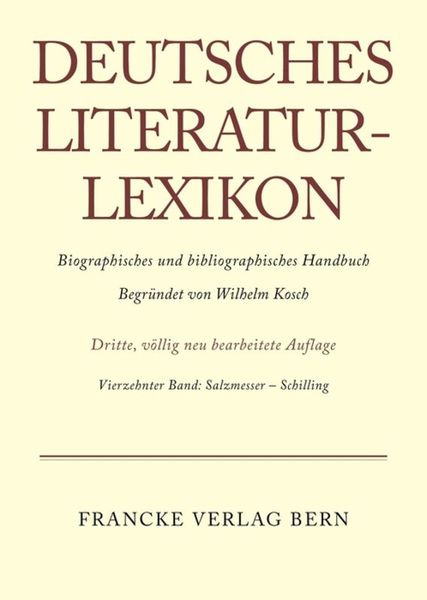 DEUTSCHES
LITERATUR-
LEXIKON
Biographisches und bibliographisches Handbuch
Begründet von Wilhelm Kosch
Dritte, völlig neu bearbeitete Auflage
Vierzehnter Band: Salzmesser – Schilling
FRANCKE VERLAG BERN